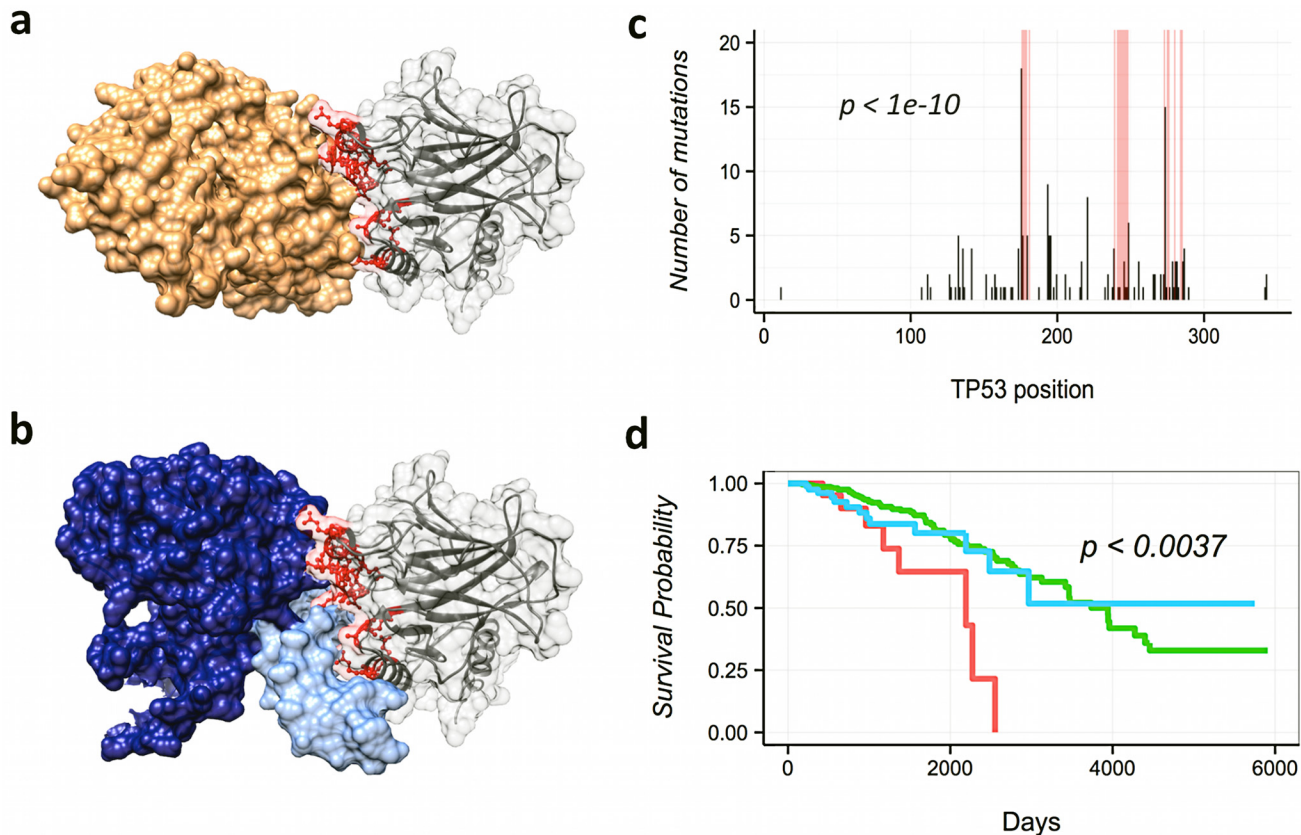 a
b
c
Number of mutations
20
15
10
5
0
p < 1e-10
0 100 200 300
TP53 position
d
Survival Probability
1.00
0.75
0.50
0.25
0.00
p < 0.0037
0 2000 4000 6000
Days